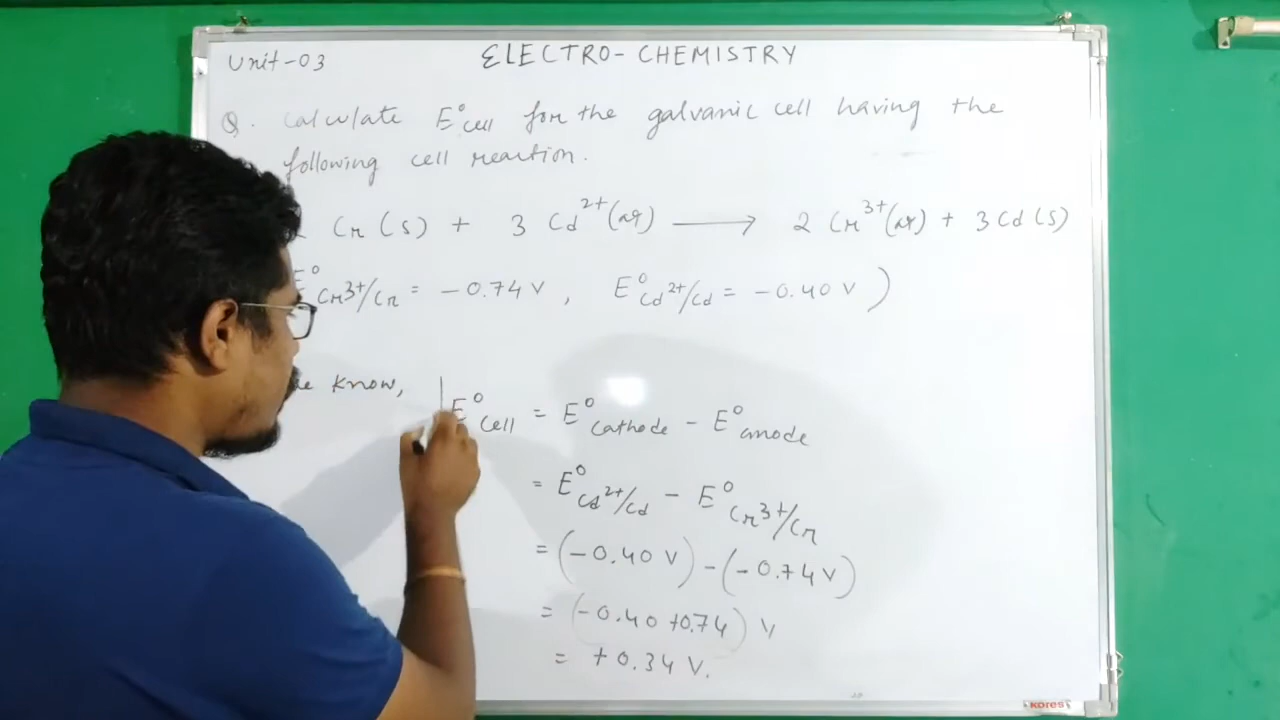 Unit-03
ELECTRO-CHEMISTRY
Q. Calculate E°cell for the galvanic cell having the
following cell reaction.
Cr(s) + 3 Cd²⁺(aq) ⟶ 2 Cr³⁺(aq) + 3Cd(s)
E°Cr³⁺/Cr = -0.74 V, E°Cd²⁺/Cd = -0.40 V)
know,
E°cell = E°cathode - E°anode
= E°Cd²⁺/Cd - E°Cr³⁺/Cr
= (-0.40 V) - (-0.74 V)
= (-0.40 +0.74) V
= +0.34 V.
KORES